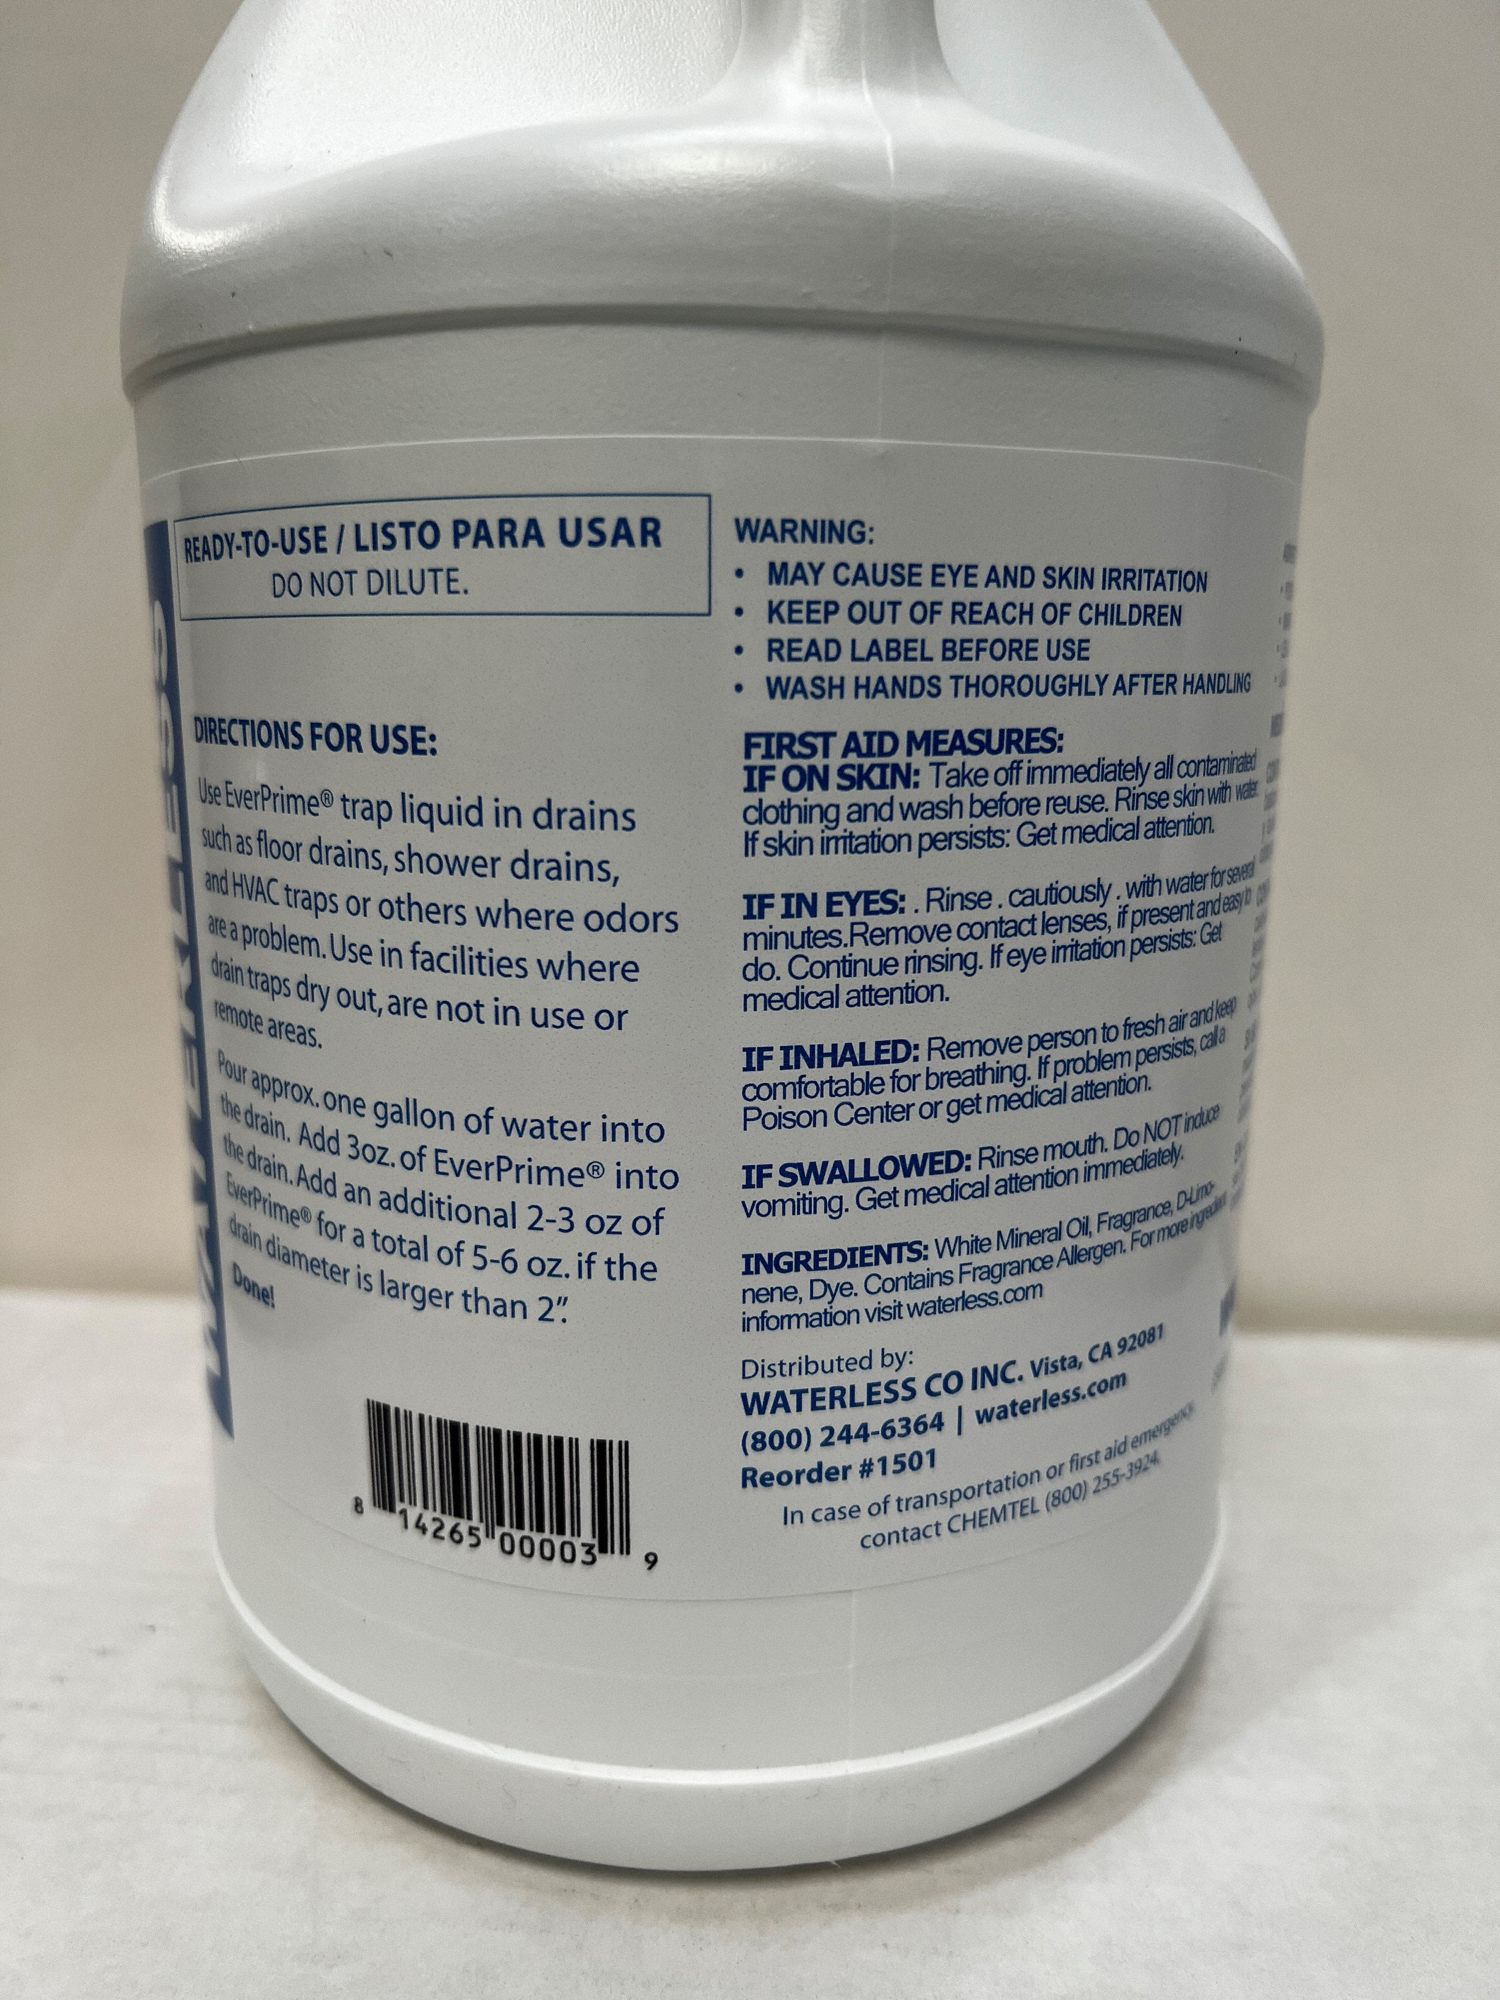 READY-TO-USE / LISTO PARA USAR
DO NOT DILUTE.
DIRECTIONS FOR USE:
Use EverPrime® trap liquid in drains
such as floor drains, shower drains,
and HVAC traps or others where odors
are a problem. Use in facilities where
drain traps dry out, are not in use or
remote areas.
Pour approx. one gallon of water into
the drain. Add 3oz. of EverPrime® into
the drain. Add an additional 2-3 oz of
EverPrime® for a total of 5-6 oz. if the
drain diameter is larger than 2”.
Done!
8 14265 00003 9
WARNING:
• MAY CAUSE EYE AND SKIN IRRITATION
• KEEP OUT OF REACH OF CHILDREN
• READ LABEL BEFORE USE
• WASH HANDS THOROUGHLY AFTER HANDLING
FIRST AID MEASURES:
IF ON SKIN: Take off immediately all contaminated
clothing and wash before reuse. Rinse skin with water.
If skin irritation persists: Get medical attention.
IF IN EYES: . Rinse . cautiously . with water for several
minutes.Remove contact lenses, if present and easy to
do. Continue rinsing. If eye irritation persists: Get
medical attention.
IF INHALED: Remove person to fresh air and keep
comfortable for breathing. If problem persists, call a
Poison Center or get medical attention.
IF SWALLOWED: Rinse mouth. Do NOT induce
vomiting. Get medical attention immediately.
INGREDIENTS: White Mineral Oil, Fragrance, D-Limo-
nene, Dye. Contains Fragrance Allergen. For more ingredient
information visit waterless.com
Distributed by:
WATERLESS CO INC. Vista, CA 92081
(800) 244-6364 | waterless.com
Reorder #1501
In case of transportation or first aid emergency,
contact CHEMTEL (800) 255-3924.